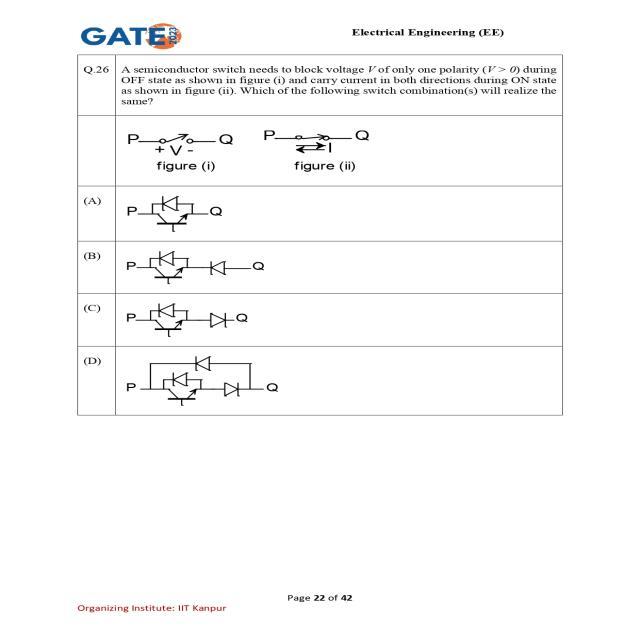 GATE 2023
Electrical Engineering (EE)
Q.26 A semiconductor switch needs to block voltage V of only one polarity (V > 0) during
OFF state as shown in figure (i) and carry current in both directions during ON state
as shown in figure (ii). Which of the following switch combination(s) will realize the
same?
P Q P Q
+ V - I
figure (i) figure (ii)
(A) P Q
(B) P Q
(C) P Q
(D) P Q
Page 22 of 42
Organizing Institute: IIT Kanpur